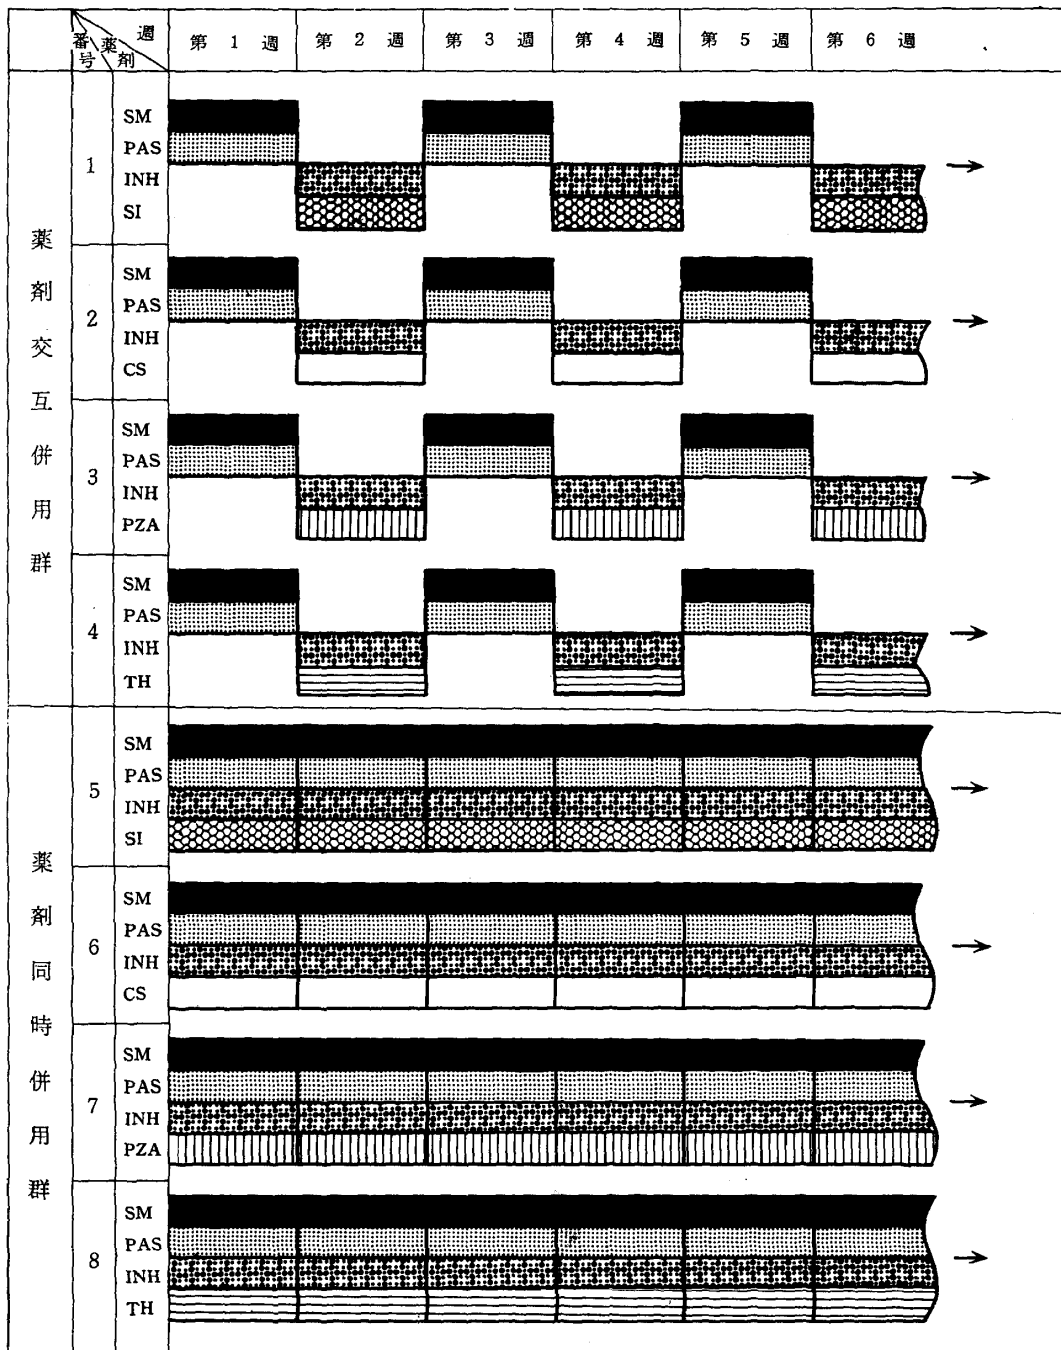 番号 薬剤 週 第1週 第2週 第3週 第4週 第5週 第6週
薬剤交互併用群
1
SM
PAS
INH
SI
2
SM
PAS
INH
CS
3
SM
PAS
INH
PZA
4
SM
PAS
INH
TH
薬剤同時併用群
5
SM
PAS
INH
SI
6
SM
PAS
INH
CS
7
SM
PAS
INH
PZA
8
SM
PAS
INH
TH